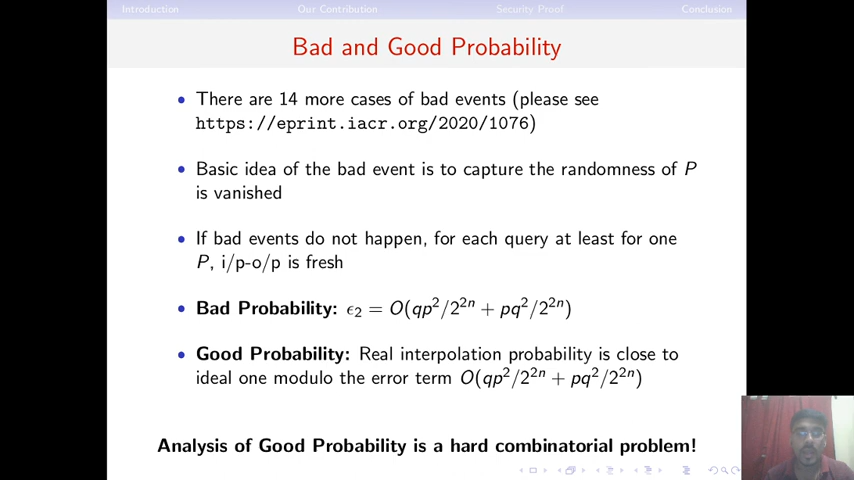 Introduction Our Contribution Security Proof Conclusion
Bad and Good Probability
• There are 14 more cases of bad events (please see
https://eprint.iacr.org/2020/1076)
• Basic idea of the bad event is to capture the randomness of P
is vanished
• If bad events do not happen, for each query at least for one
P, i/p-o/p is fresh
• Bad Probability: ϵ₂ = O(qp²/2²ⁿ + pq²/2²ⁿ)
• Good Probability: Real interpolation probability is close to
ideal one modulo the error term O(qp²/2²ⁿ + pq²/2²ⁿ)
Analysis of Good Probability is a hard combinatorial problem!